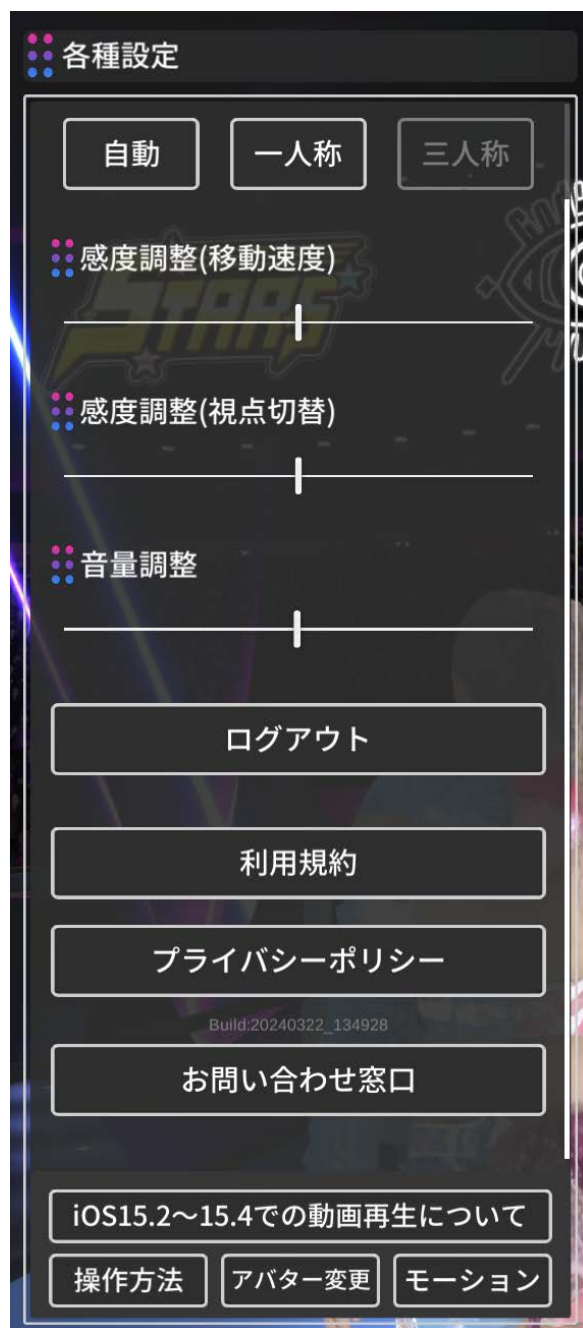 各種設定
自動 一人称 三人称
感度調整(移動速度)
STARS
感度調整(視点切替)
音量調整
ログアウト
利用規約
プライバシーポリシー
Build:20240322_134928
お問い合わせ窓口
iOS15.2～15.4での動画再生について
操作方法 アバター変更 モーション